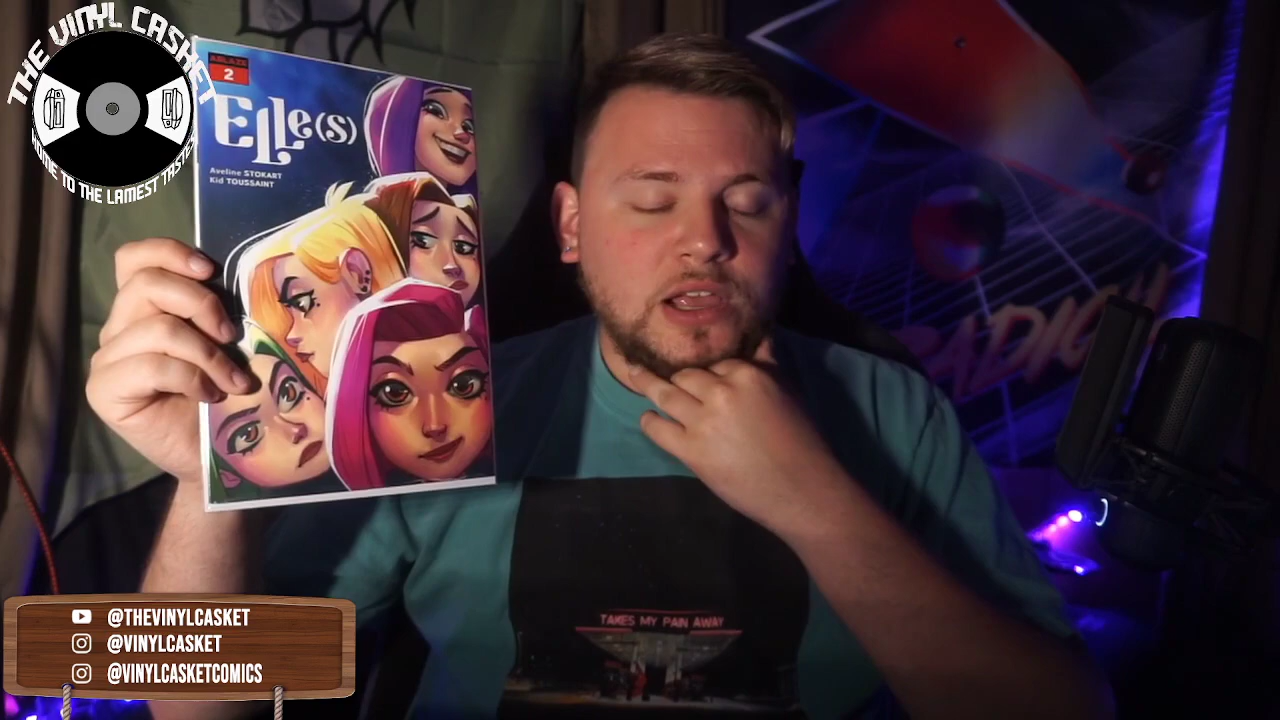 THE VINYL CASKET
HOME TO THE LAMEST TASTES
ABLAZE
2
ELLe(S)
Aveline STOKART
Kid TOUSSAINT
TAKES MY PAIN AWAY
@THEVINYLCASKET
@VINYLCASKET
@VINYLCASKETCOMICS